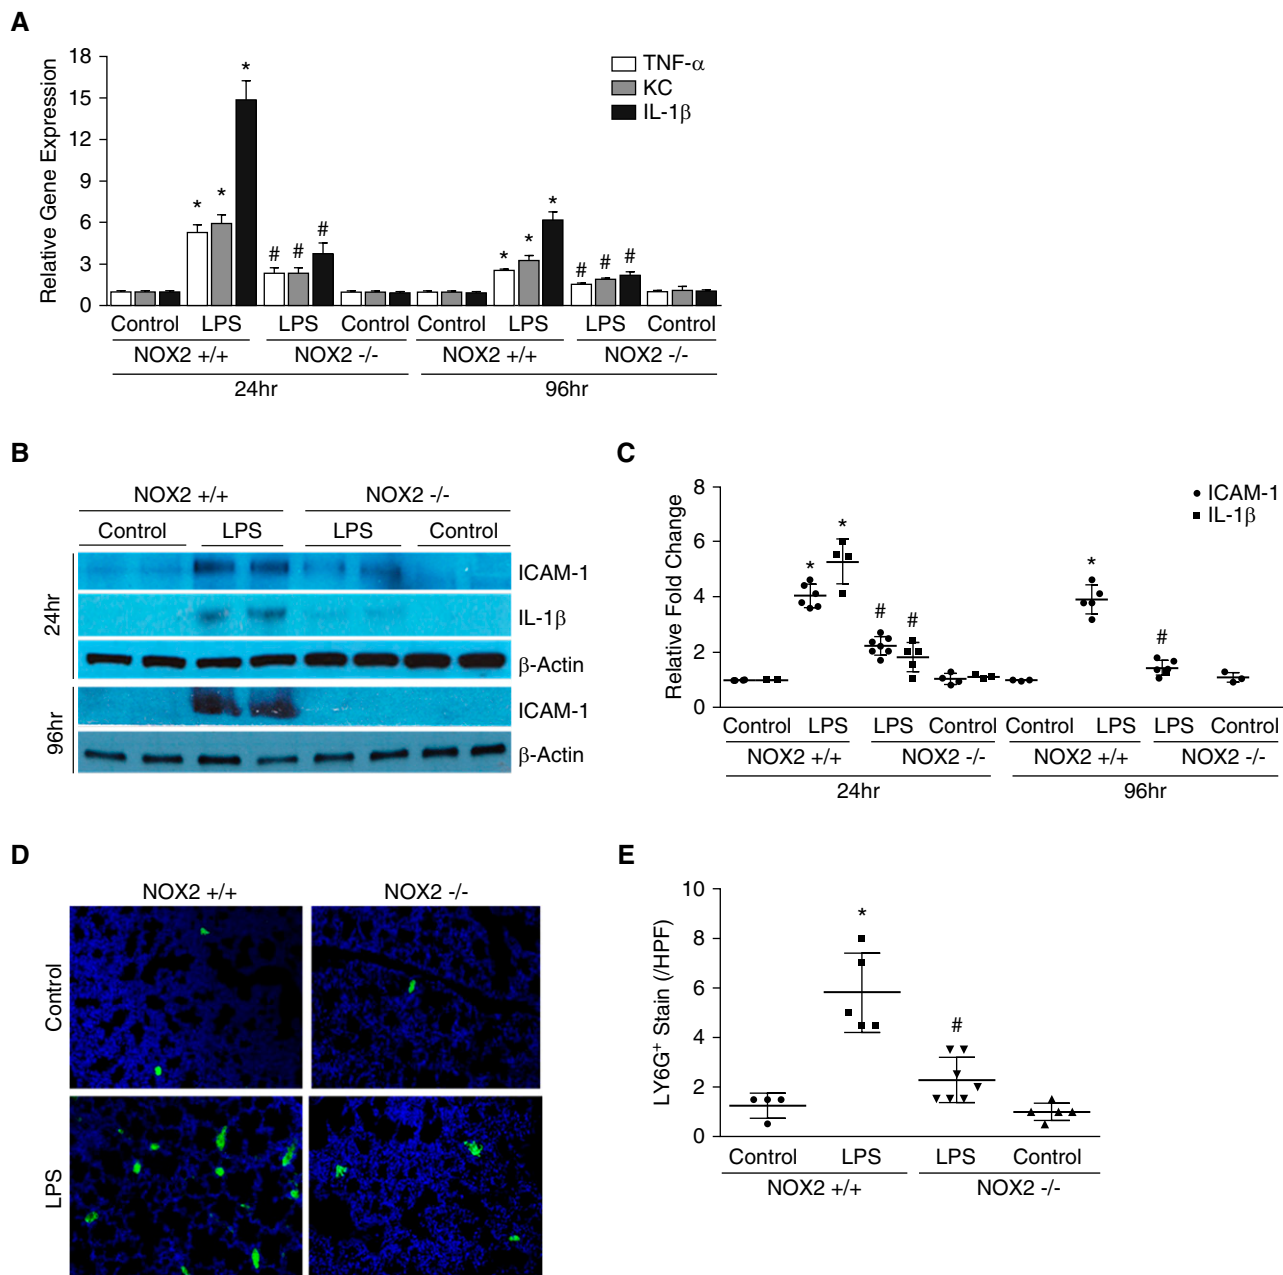 A
Relative Gene Expression
18
15
12
9
6
3
0
TNF-α
KC
IL-1β
* * *
# # #
* * *
# # #
Control LPS LPS Control Control LPS LPS Control
NOX2 +/+ NOX2 -/- NOX2 +/+ NOX2 -/-
24hr 96hr
B
NOX2 +/+ NOX2 -/-
Control LPS LPS Control
24hr
ICAM-1
IL-1β
β-Actin
96hr
ICAM-1
β-Actin
C
Relative Fold Change
8
6
4
2
0
ICAM-1
IL-1β
* *
# #
*
#
Control LPS LPS Control Control LPS LPS Control
NOX2 +/+ NOX2 -/- NOX2 +/+ NOX2 -/-
24hr 96hr
D
NOX2 +/+ NOX2 -/-
Control
LPS
E
LY6G+ Stain (/HPF)
10
8
6
4
2
0
*
#
Control LPS LPS Control
NOX2 +/+ NOX2 -/-